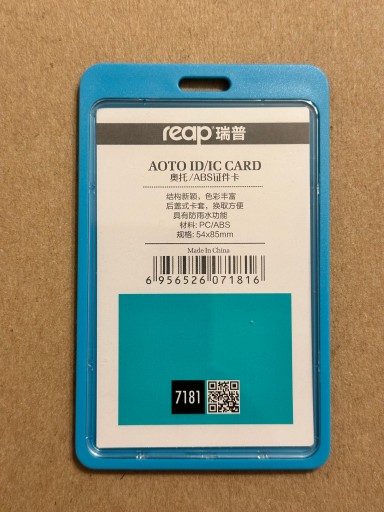 reap®瑞普
AOTO ID/IC CARD
奥托/ABS证件卡
结构新颖，色彩丰富
后盖式卡套，换取方便
具有防雨水功能
材料: PC/ABS
规格: 54x85mm
Made In China
6 956526 071816
7181